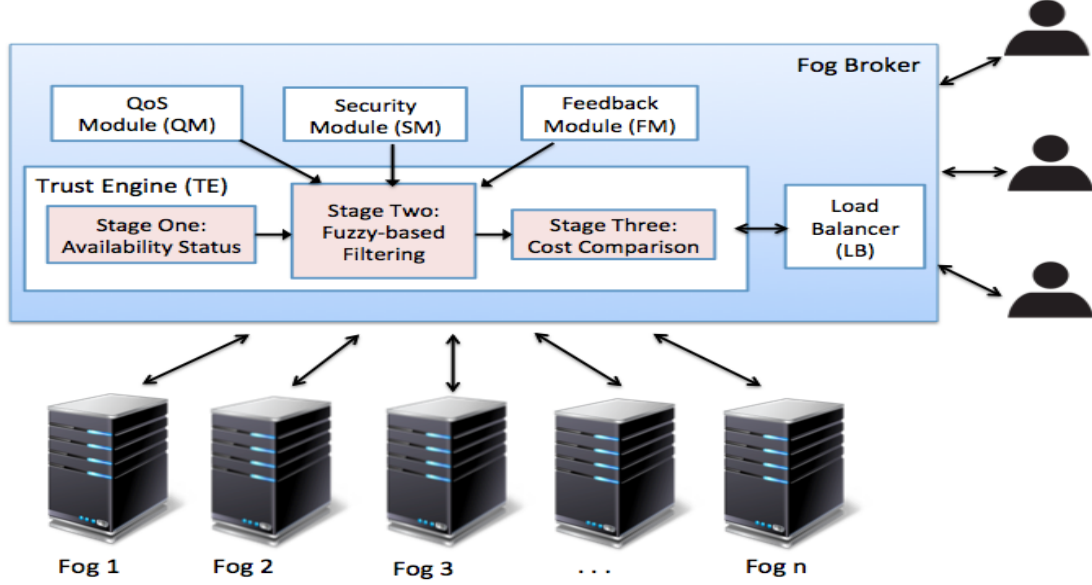 Fog Broker
QoS
Module (QM)
Security
Module (SM)
Feedback
Module (FM)
Trust Engine (TE)
Stage One:
Availability Status
Stage Two:
Fuzzy-based
Filtering
Stage Three:
Cost Comparison
Load
Balancer
(LB)
Fog 1
Fog 2
Fog 3
. . .
Fog n